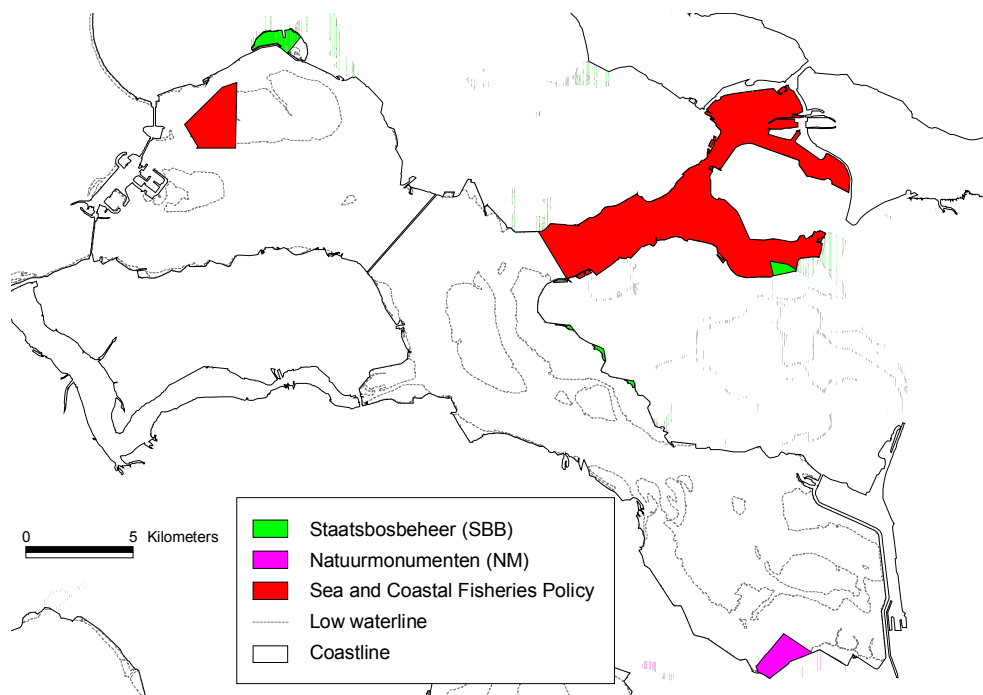 0 5 Kilometers
Staatsbosbeheer (SBB)
Natuurmonumenten (NM)
Sea and Coastal Fisheries Policy
Low waterline
Coastline